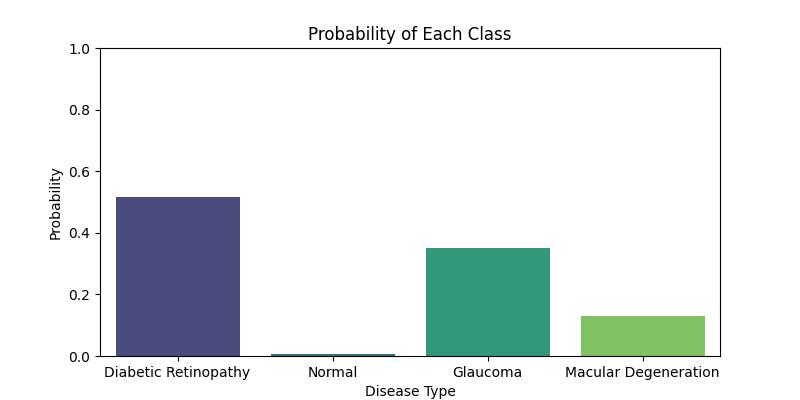 Probability of Each Class
1.0
0.8
0.6
0.4
0.2
0.0
Probability
Diabetic Retinopathy
Normal
Glaucoma
Macular Degeneration
Disease Type